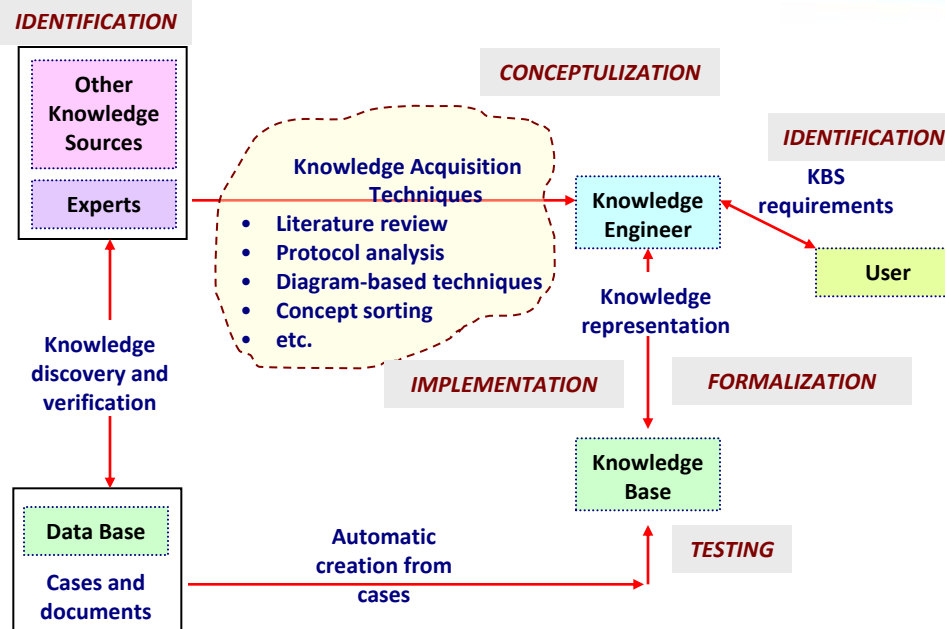 IDENTIFICATION
Other
Knowledge
Sources
Experts
CONCEPTULIZATION
Knowledge Acquisition
Techniques
• Literature review
• Protocol analysis
• Diagram-based techniques
• Concept sorting
• etc.
Knowledge
Engineer
IDENTIFICATION
KBS
requirements
User
Knowledge
representation
Knowledge
discovery and
verification
IMPLEMENTATION
FORMALIZATION
Knowledge
Base
Data Base
Cases and
documents
Automatic
creation from
cases
TESTING